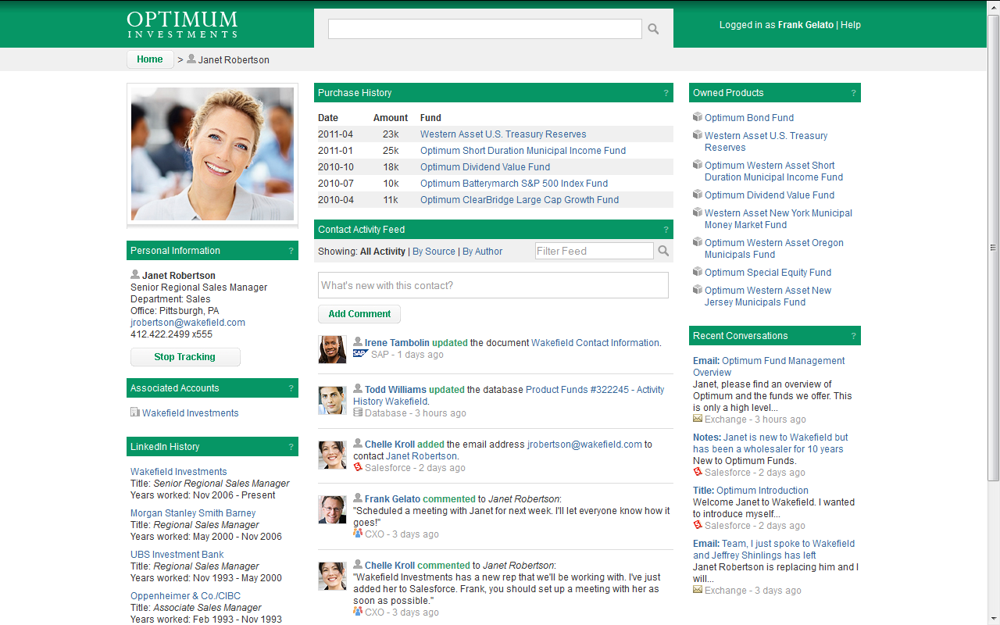 OPTIMUM
INVESTMENTS
Logged in as Frank Gelato | Help
Home > Janet Robertson
Personal Information ?
Janet Robertson
Senior Regional Sales Manager
Department: Sales
Office: Pittsburgh, PA
jrobertson@wakefield.com
412.422.2499 x555
Stop Tracking
Associated Accounts ?
Wakefield Investments
LinkedIn History ?
Wakefield Investments
Title: Senior Regional Sales Manager
Years worked: Nov 2006 - Present
Morgan Stanley Smith Barney
Title: Regional Sales Manager
Years worked: May 2000 - Nov 2006
UBS Investment Bank
Title: Regional Sales Manager
Years worked: Nov 1993 - May 2000
Oppenheimer & Co./CIBC
Title: Associate Sales Manager
Years worked: Feb 1993 - Nov 1993
Purchase History ?
Date Amount Fund
2011-04 23k Western Asset U.S. Treasury Reserves
2011-01 25k Optimum Short Duration Municipal Income Fund
2010-10 18k Optimum Dividend Value Fund
2010-07 10k Optimum Batterymarch S&P 500 Index Fund
2010-04 11k Optimum ClearBridge Large Cap Growth Fund
Contact Activity Feed ?
Showing: All Activity | By Source | By Author Filter Feed
What's new with this contact?
Add Comment
Irene Tambolin updated the document Wakefield Contact Information.
SAP SAP - 1 days ago
Todd Williams updated the database Product Funds #322245 - Activity
History Wakefield.
Database - 3 hours ago
Chelle Kroll added the email address jrobertson@wakefield.com to
contact Janet Robertson.
Salesforce - 2 days ago
Frank Gelato commented to Janet Robertson:
"Scheduled a meeting with Janet for next week. I'll let everyone know how it
goes!"
CXO - 3 days ago
Chelle Kroll commented to Janet Robertson:
"Wakefield Investments has a new rep that we'll be working with. I've just
added her to Salesforce. Frank, you should set up a meeting with her as
soon as possible."
CXO - 3 days ago
Owned Products ?
Optimum Bond Fund
Western Asset U.S. Treasury
Reserves
Optimum Western Asset Short
Duration Municipal Income Fund
Optimum Dividend Value Fund
Western Asset New York Municipal
Money Market Fund
Optimum Western Asset Oregon
Municipals Fund
Optimum Special Equity Fund
Optimum Western Asset New
Jersey Municipals Fund
Recent Conversations ?
Email: Optimum Fund Management
Overview
Janet, please find an overview of
Optimum and the funds we offer. This
is only a high level...
Exchange - 3 hours ago
Notes: Janet is new to Wakefield but
has been a wholesaler for 10 years
New to Optimum Funds.
Salesforce - 2 days ago
Title: Optimum Introduction
Welcome Janet to Wakefield. I wanted
to introduce myself...
Salesforce - 2 days ago
Email: Team, I just spoke to Wakefield
and Jeffrey Shinlings has left
Janet Robertson is replacing him and I
will...
Exchange - 3 days ago